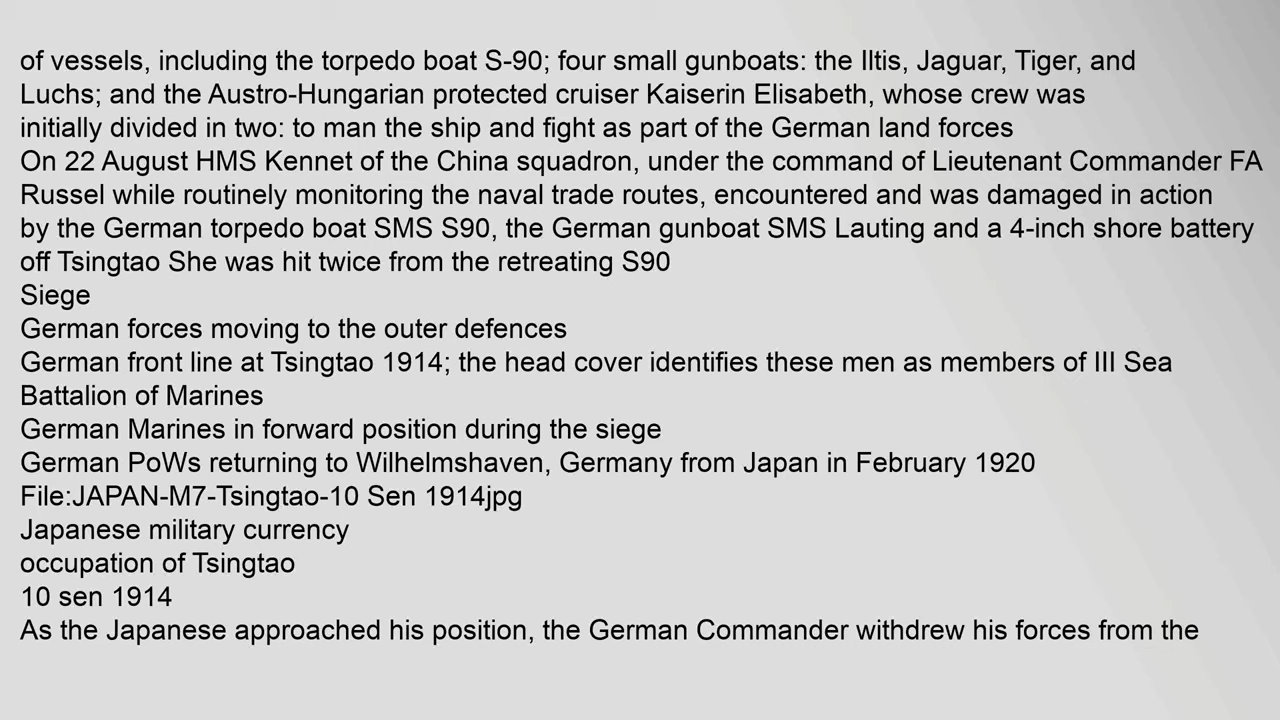 of vessels, including the torpedo boat S-90; four small gunboats: the Iltis, Jaguar, Tiger, and
Luchs; and the Austro-Hungarian protected cruiser Kaiserin Elisabeth, whose crew was
initially divided in two: to man the ship and fight as part of the German land forces
On 22 August HMS Kennet of the China squadron, under the command of Lieutenant Commander FA
Russel while routinely monitoring the naval trade routes, encountered and was damaged in action
by the German torpedo boat SMS S90, the German gunboat SMS Lauting and a 4-inch shore battery
off Tsingtao She was hit twice from the retreating S90
Siege
German forces moving to the outer defences
German front line at Tsingtao 1914; the head cover identifies these men as members of III Sea
Battalion of Marines
German Marines in forward position during the siege
German PoWs returning to Wilhelmshaven, Germany from Japan in February 1920
File:JAPAN-M7-Tsingtao-10 Sen 1914jpg
Japanese military currency
occupation of Tsingtao
10 sen 1914
As the Japanese approached his position, the German Commander withdrew his forces from the